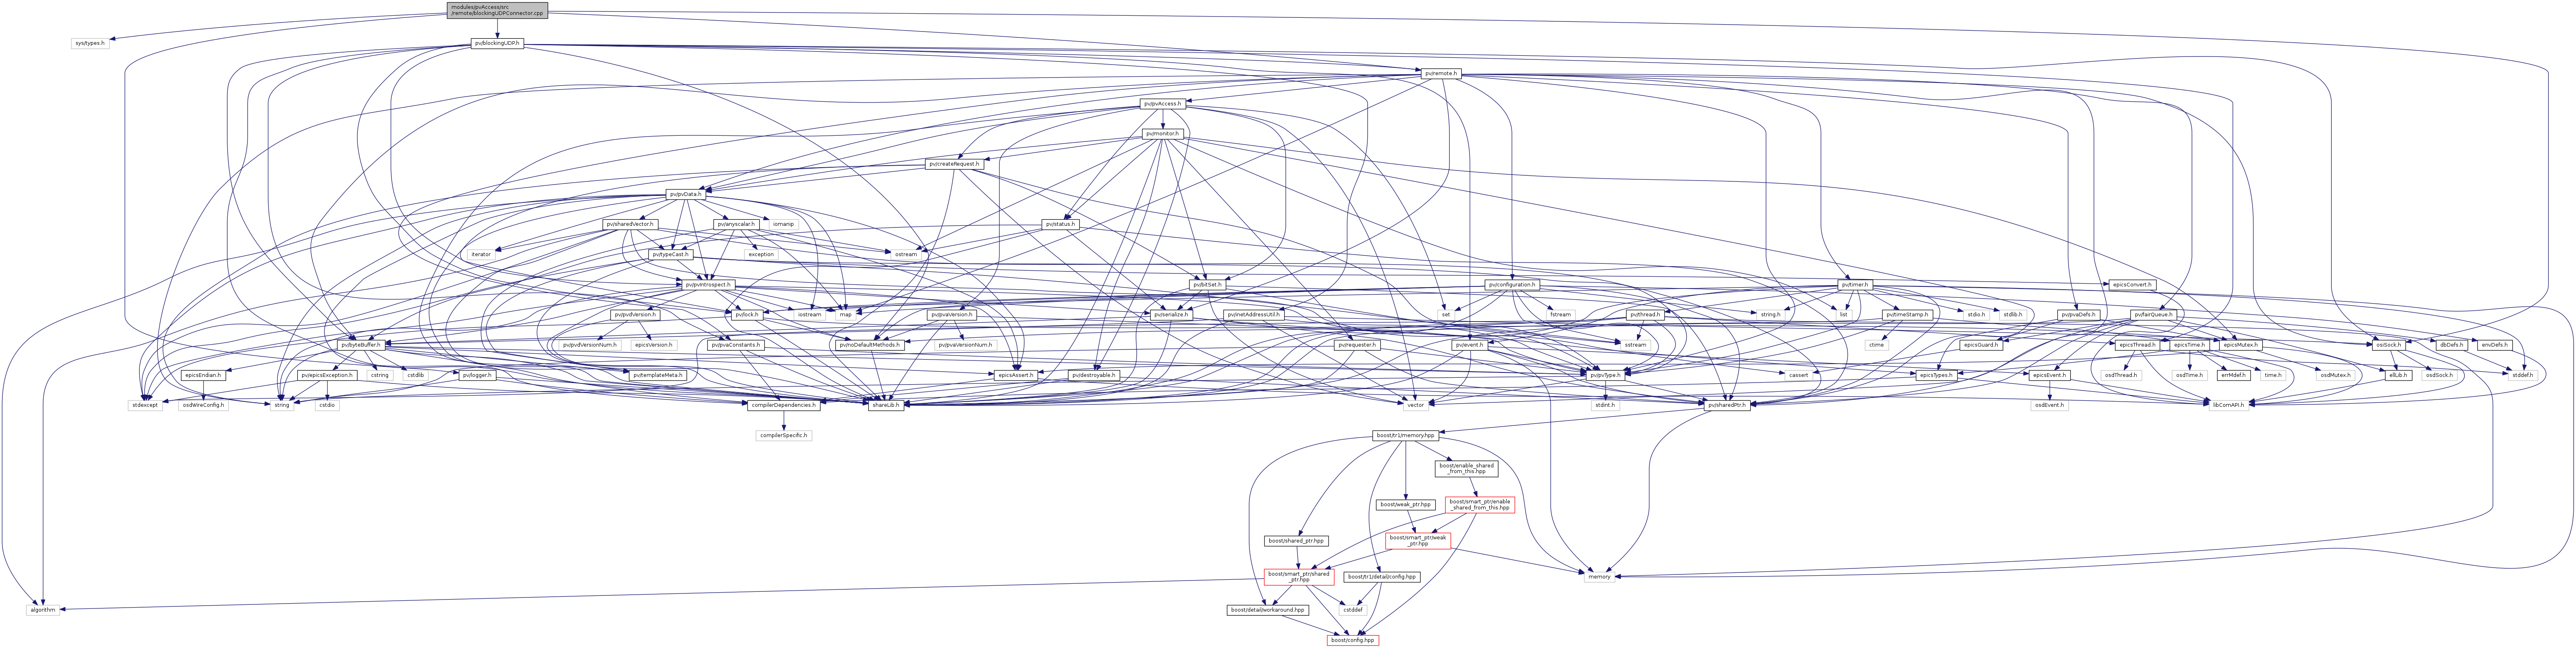 modules/pvAccess/src
/remote/blockingUDPConnector.cpp
sys/types.h
pv/blockingUDP.h
pv/remote.h
pv/pvAccess.h
pv/monitor.h
pv/createRequest.h
pv/pvData.h
pv/sharedVector.h
pv/anyscalar.h
iomanip
pv/status.h
iterator
pv/typeCast.h
exception
ostream
pv/pvIntrospect.h
pv/bitSet.h
pv/configuration.h
pv/timer.h
epicsConvert.h
pv/pvdVersion.h
pv/lock.h
iostream
map
pv/pvaVersion.h
pv/serialize.h
pv/inetAddressUtil.h
set
fstream
pv/thread.h
string.h
list
pv/timeStamp.h
stdio.h
stdlib.h
pv/pvaDefs.h
pv/fairQueue.h
pv/byteBuffer.h
pv/pvdVersionNum.h
epicsVersion.h
pv/pvaConstants.h
pv/noDefaultMethods.h
pv/pvaVersionNum.h
pv/requester.h
pv/event.h
sstream
ctime
epicsGuard.h
epicsThread.h
epicsTime.h
epicsMutex.h
osiSock.h
dbDefs.h
envDefs.h
epicsEndian.h
pv/epicsException.h
cstring
cstdlib
pv/logger.h
pv/templateMeta.h
epicsAssert.h
pv/destroyable.h
pv/pvType.h
cassert
epicsTypes.h
epicsEvent.h
osdThread.h
osdTime.h
errMdef.h
time.h
osdMutex.h
ellLib.h
osdSock.h
stddef.h
stdexcept
osdWireConfig.h
string
cstdio
compilerDependencies.h
shareLib.h
vector
stdint.h
pv/sharedPtr.h
osdEvent.h
libComAPI.h
compilerSpecific.h
boost/tr1/memory.hpp
boost/enable_shared
_from_this.hpp
boost/weak_ptr.hpp
boost/smart_ptr/enable
_shared_from_this.hpp
boost/shared_ptr.hpp
boost/smart_ptr/weak
_ptr.hpp
boost/smart_ptr/shared
_ptr.hpp
boost/tr1/detail/config.hpp
memory
algorithm
boost/detail/workaround.hpp
cstddef
boost/config.hpp